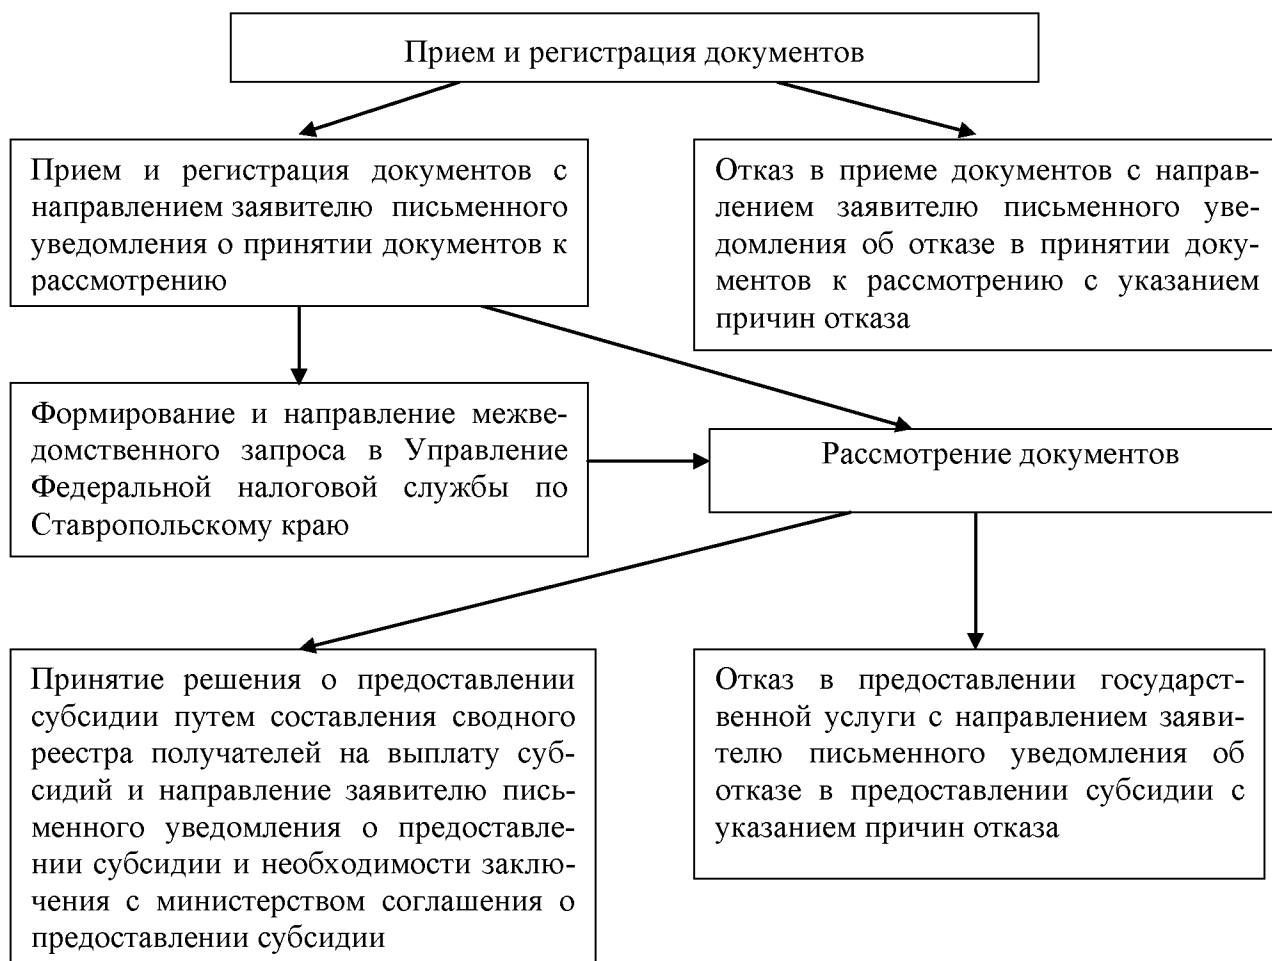 Прием и регистрация документов
Прием и регистрация документов с
направлением заявителю письменного
уведомления о принятии документов к
рассмотрению
Отказ в приеме документов с направ-
лением заявителю письменного уве-
домления об отказе в принятии доку-
ментов к рассмотрению с указанием
причин отказа
Формирование и направление межве-
домственного запроса в Управление
Федеральной налоговой службы по
Ставропольскому краю
Рассмотрение документов
Принятие решения о предоставлении
субсидии путем составления сводного
реестра получателей на выплату суб-
сидий и направление заявителю пись-
менного уведомления о предоставле-
нии субсидии и необходимости заклю-
чения с министерством соглашения о
предоставлении субсидии
Отказ в предоставлении государст-
венной услуги с направлением заяви-
телю письменного уведомления об
отказе в предоставлении субсидии с
указанием причин отказа